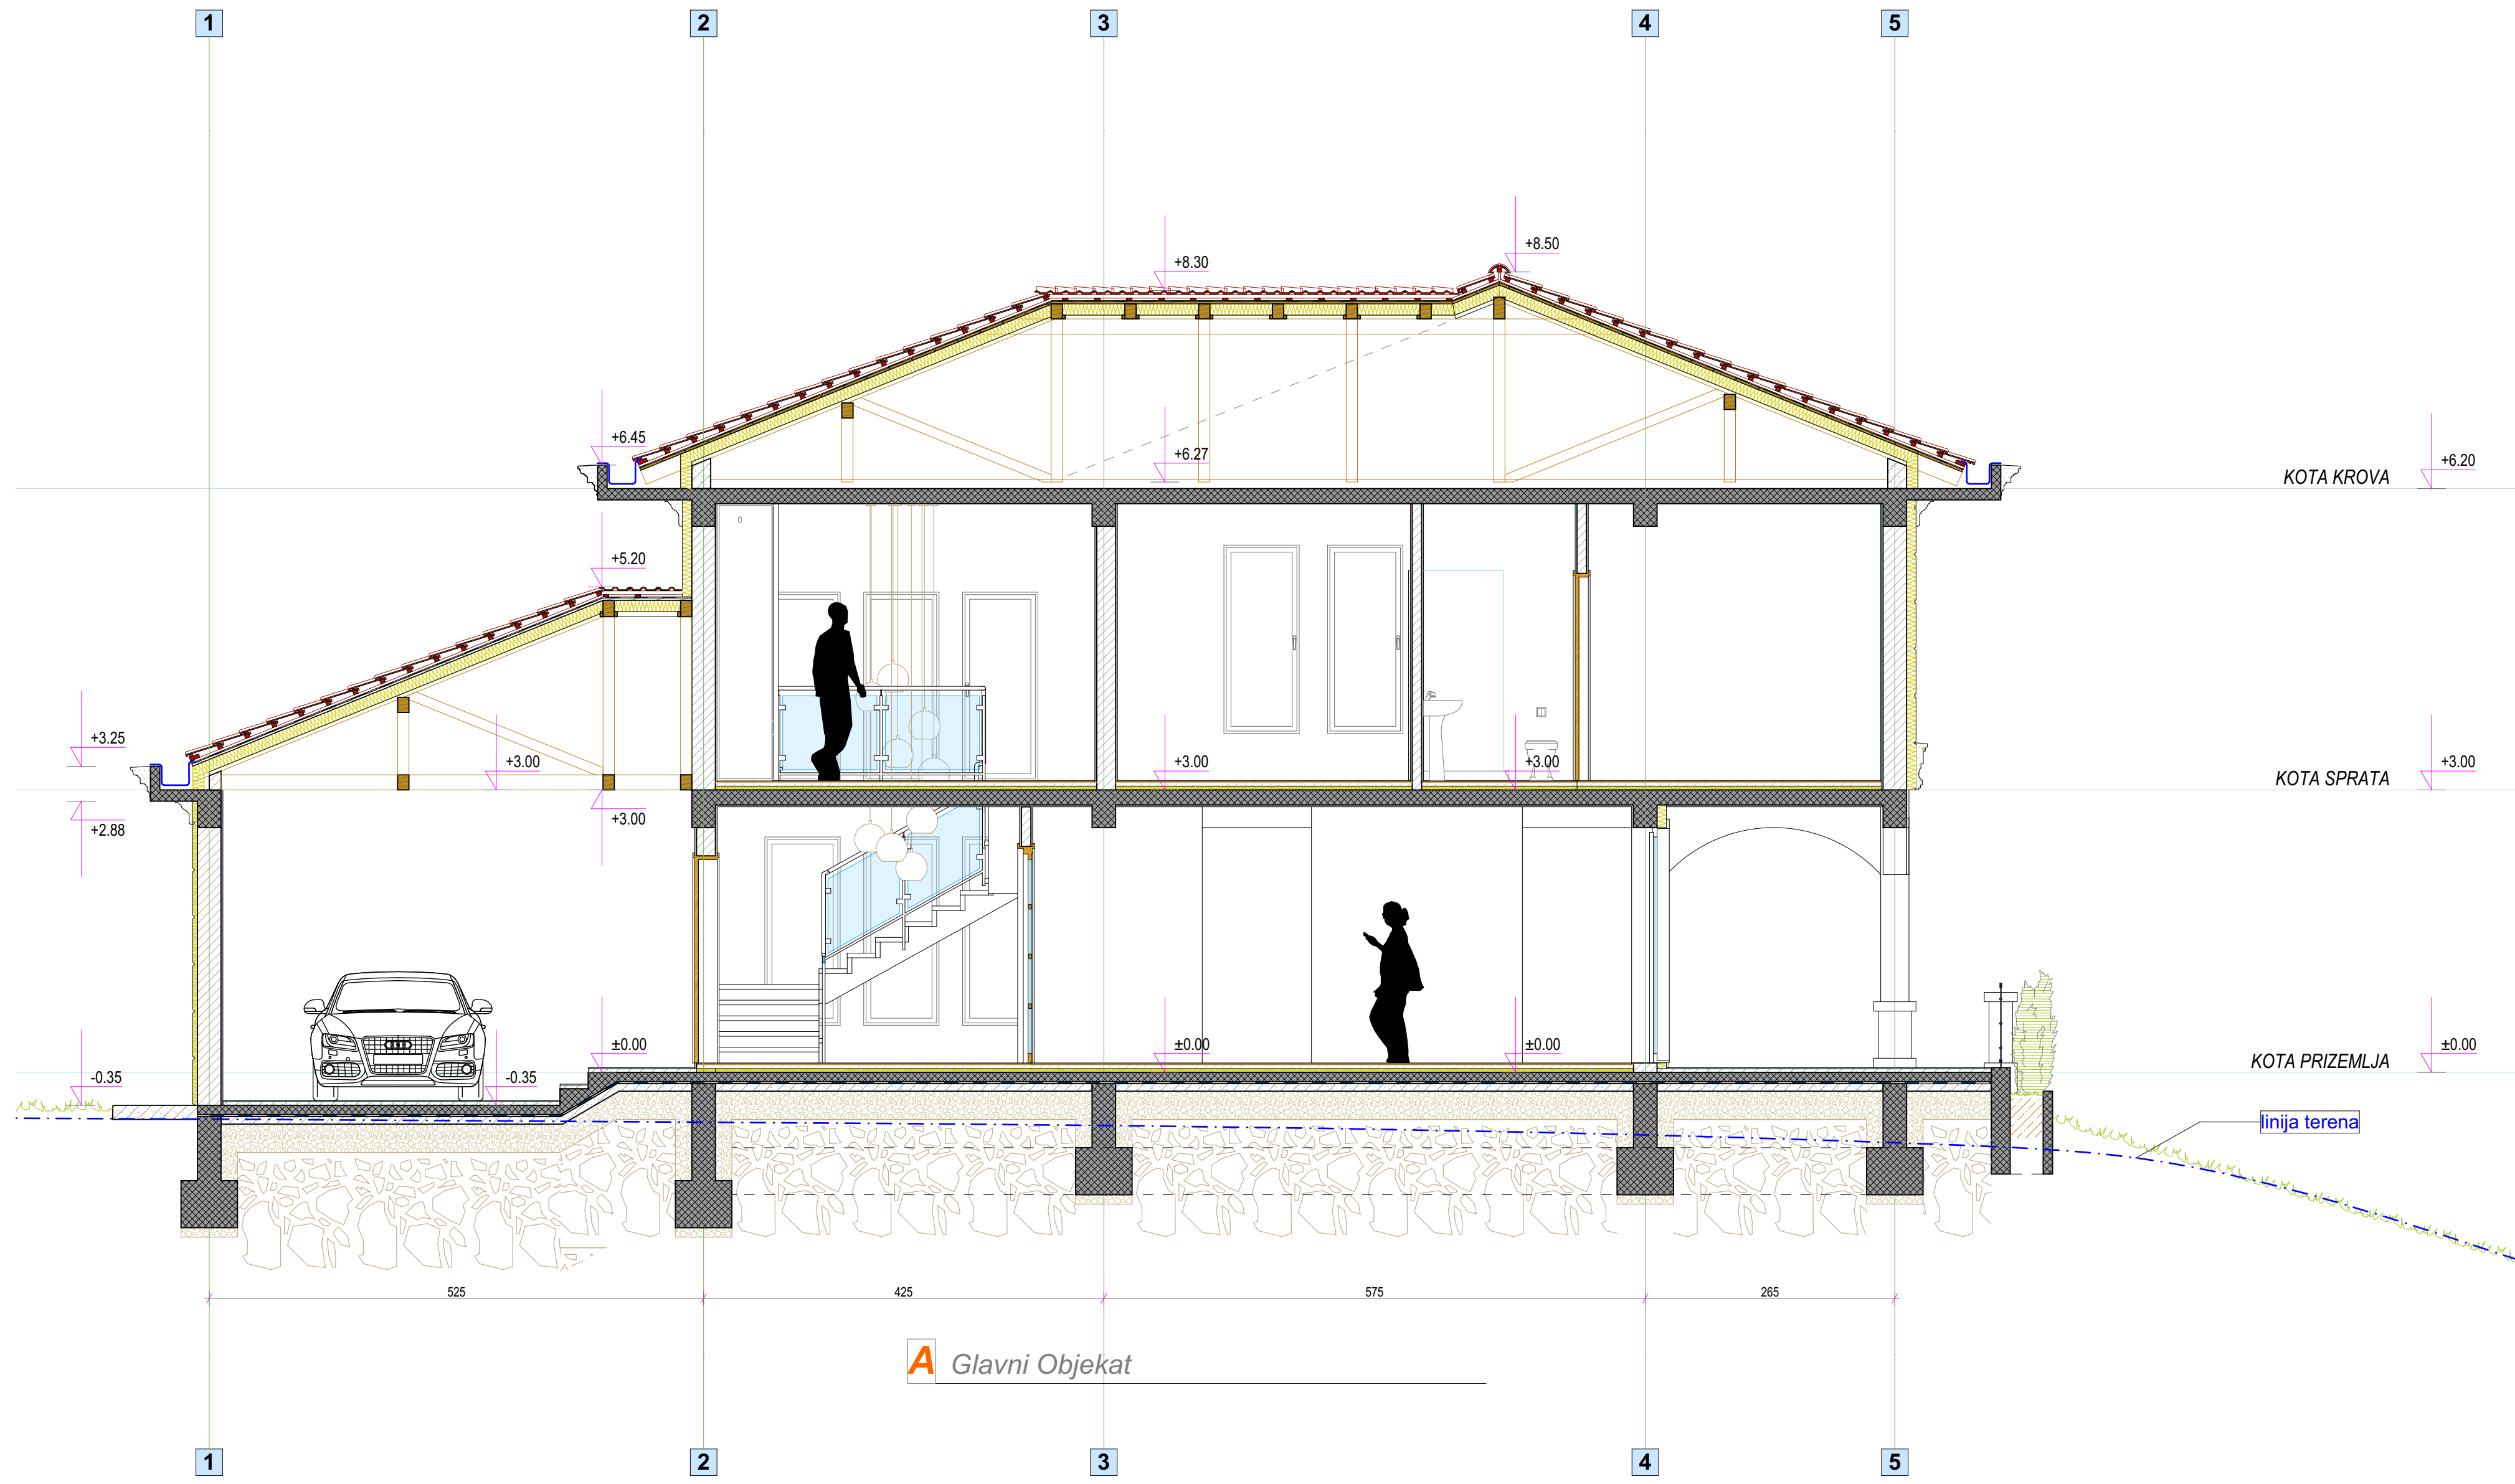 1 2 3 4 5
+8.50
+8.30
+6.45
+6.27
KOTA KROVA +6.20
+5.20
+3.25
+3.00 +3.00 +3.00 KOTA SPRATA +3.00
+2.88 +3.00
±0.00 ±0.00 ±0.00 KOTA PRIZEMLJA ±0.00
-0.35 -0.35
linija terena
525 425 575 265
A Glavni Objekat
1 2 3 4 5